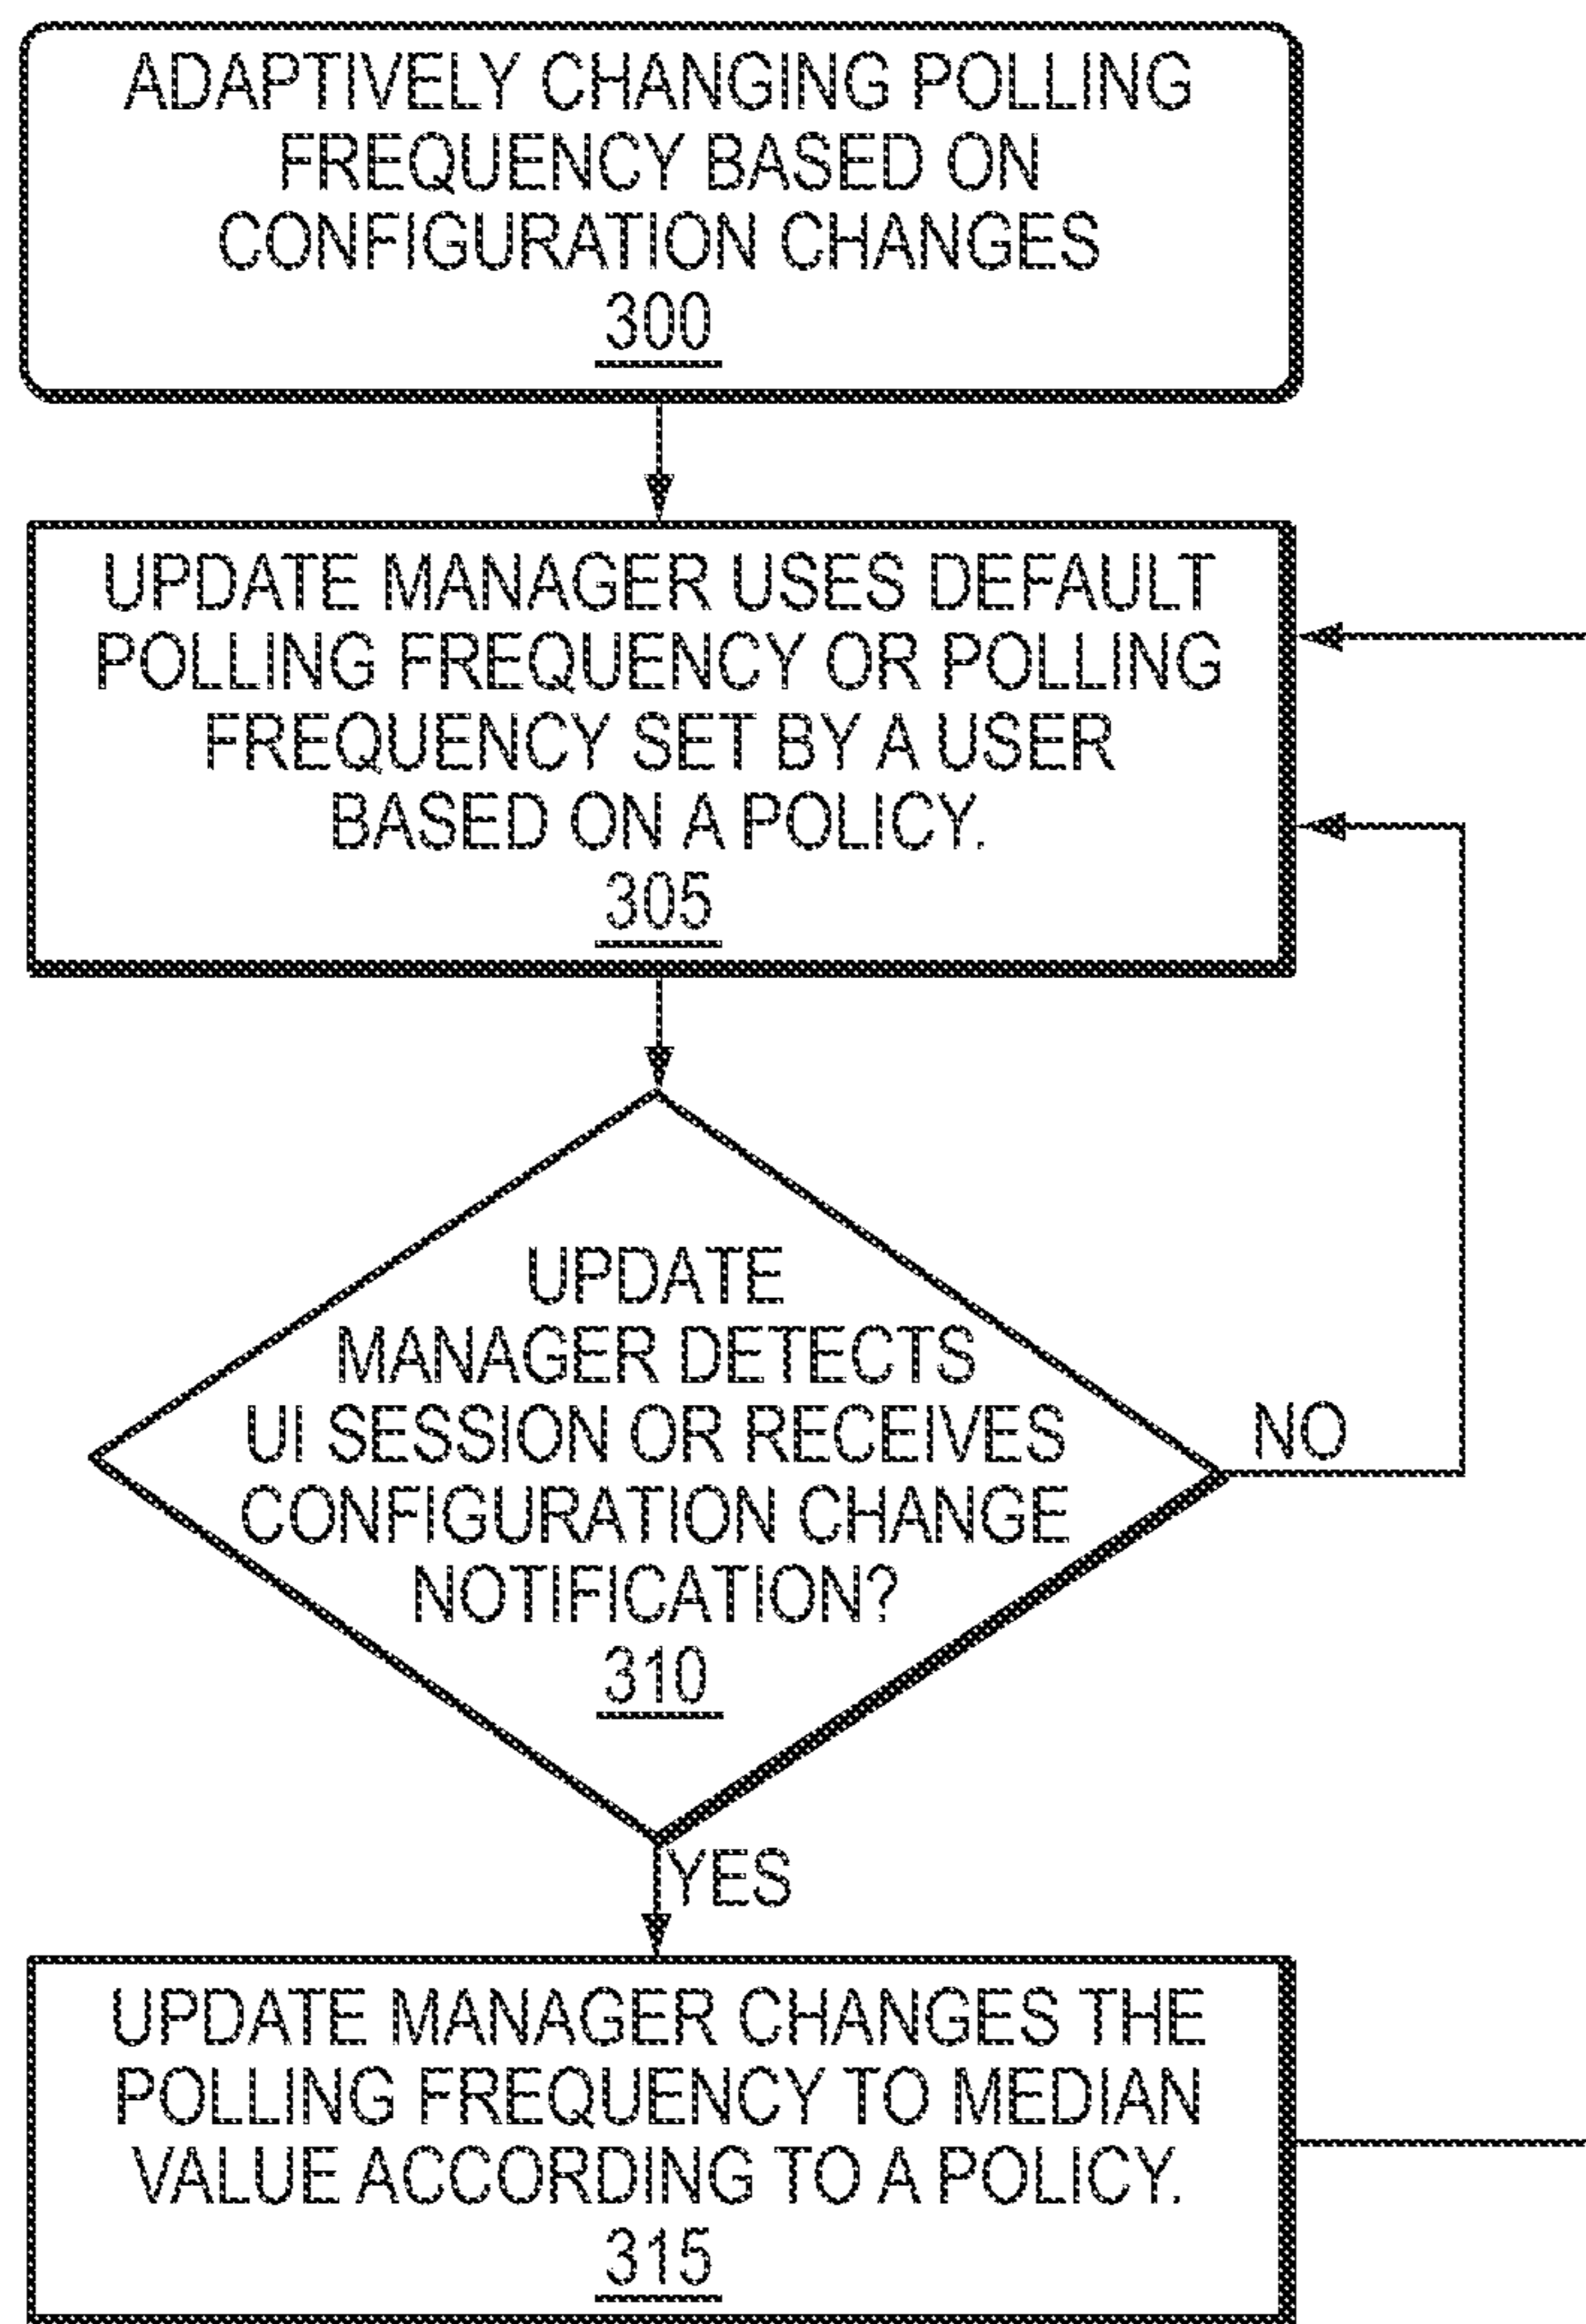 ADAPTIVELY CHANGING POLLING
FREQUENCY BASED ON
CONFIGURATION CHANGES
300
UPDATE MANAGER USES DEFAULT
POLLING FREQUENCY OR POLLING
FREQUENCY SET BY A USER
BASED ON A POLICY.
305
UPDATE
MANAGER DETECTS
UI SESSION OR RECEIVES
CONFIGURATION CHANGE
NOTIFICATION?
310
NO
YES
UPDATE MANAGER CHANGES THE
POLLING FREQUENCY TO MEDIAN
VALUE ACCORDING TO A POLICY.
315